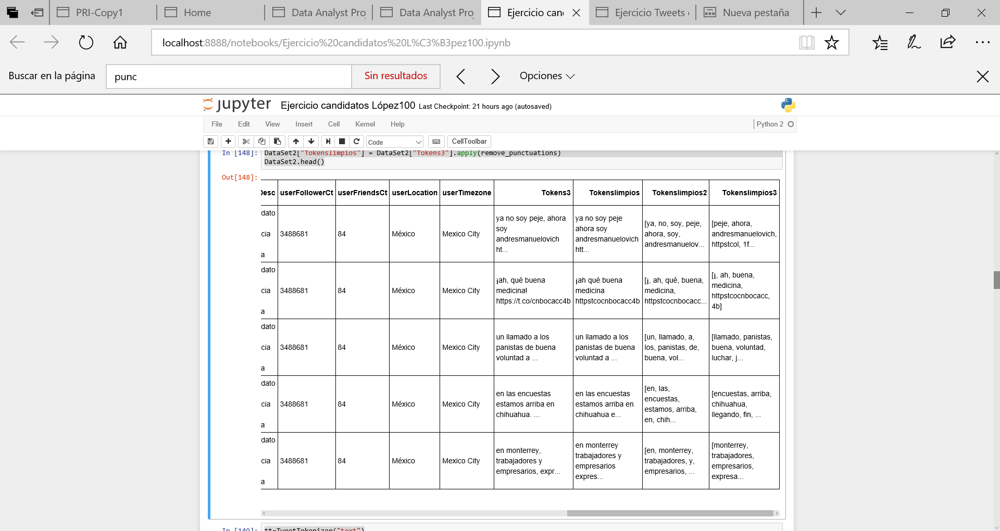 PRI-Copy1
Home
Data Analyst Pro
Data Analyst Pro
Ejercicio can
Ejercicio Tweets
Nueva pestaña
localhost:8888/notebooks/Ejercicio%20candidatos%20L%C3%B3pez100.ipynb
Buscar en la página
punc
Sin resultados
Opciones
jupyter Ejercicio candidatos López100 Last Checkpoint: 21 hours ago (autosaved)
File Edit View Insert Cell Kernel Help Python 2
Code CellToolbar
In [148]: DataSet2["Tokenslimpios"] = DataSet2["Tokens3"].apply(remove_punctuations)
DataSet2.head()
Out[148]:
Desc userFollowerCt userFriendsCt userLocation userTimezone Tokens3 Tokenslimpios Tokenslimpios2 Tokenslimpios3
dato
cia
a
3488681
84
México
Mexico City
ya no soy peje, ahora
soy
andresmanuelovich
ht...
ya no soy peje
ahora soy
andresmanuelovich
htt...
[ya, no, soy, peje,
ahora, soy,
andresmanuelov...
[peje, ahora,
andresmanuelovich,
httpstcol, 1f...
dato
cia
a
3488681
84
México
Mexico City
¡ah, qué buena
medicina!
https://t.co/cnbocacc4b
¡ah qué buena
medicina
httpstcocnbocacc4b
[¡, ah, qué, buena,
medicina,
httpstcocnbocacc...
[¡, ah, buena,
medicina,
httpstcocnbocacc,
4b]
dato
cia
a
3488681
84
México
Mexico City
un llamado a los
panistas de buena
voluntad a ...
un llamado a los
panistas de buena
voluntad a ...
[un, llamado, a,
los, panistas, de,
buena, vol...
[llamado, panistas,
buena, voluntad,
luchar, j...
dato
cia
a
3488681
84
México
Mexico City
en las encuestas
estamos arriba en
chihuahua. ...
en las encuestas
estamos arriba en
chihuahua e...
[en, las,
encuestas,
estamos, arriba,
en, chih...
[encuestas, arriba,
chihuahua,
llegando, fin, ...
dato
cia
a
3488681
84
México
Mexico City
en monterrey,
trabajadores y
empresarios, expr...
en monterrey
trabajadores y
empresarios
expres...
[en, monterrey,
trabajadores, y,
empresarios, ...
[monterrey,
trabajadores,
empresarios,
expresa...
In [149]: tt=TweetTokenizer("text")